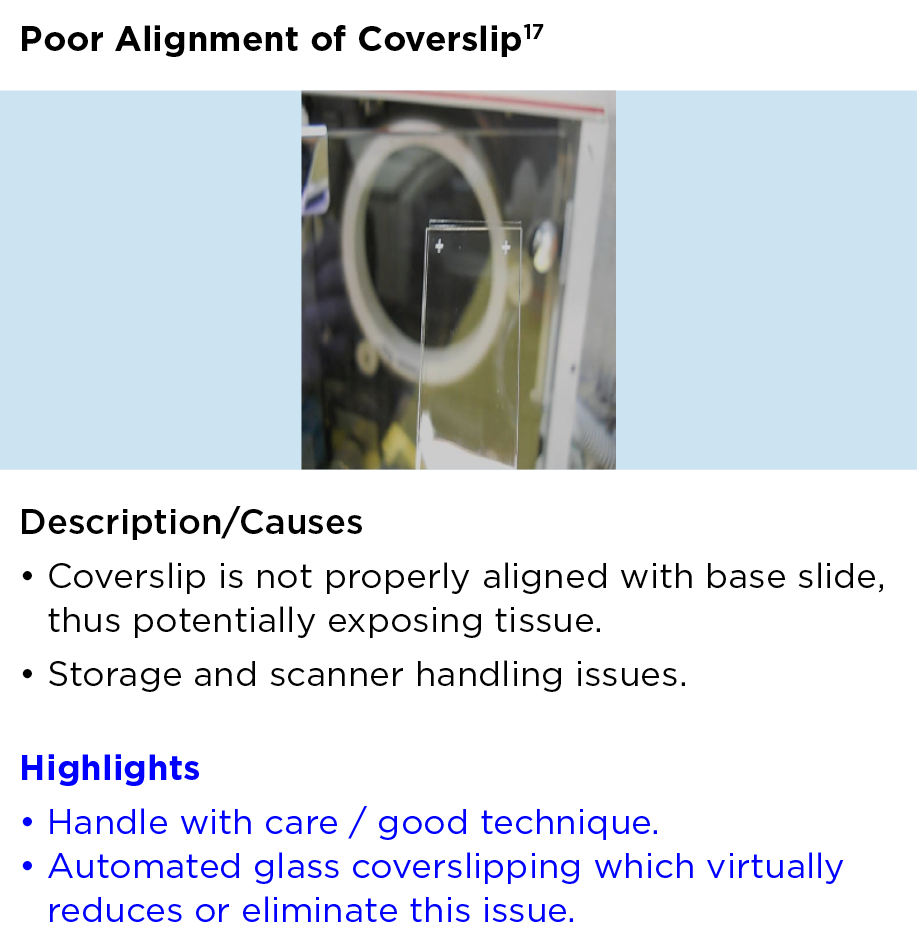 Poor Alignment of Coverslip¹⁷
Description/Causes
• Coverslip is not properly aligned with base slide,
thus potentially exposing tissue.
• Storage and scanner handling issues.
Highlights
• Handle with care / good technique.
• Automated glass coverslipping which virtually
reduces or eliminate this issue.